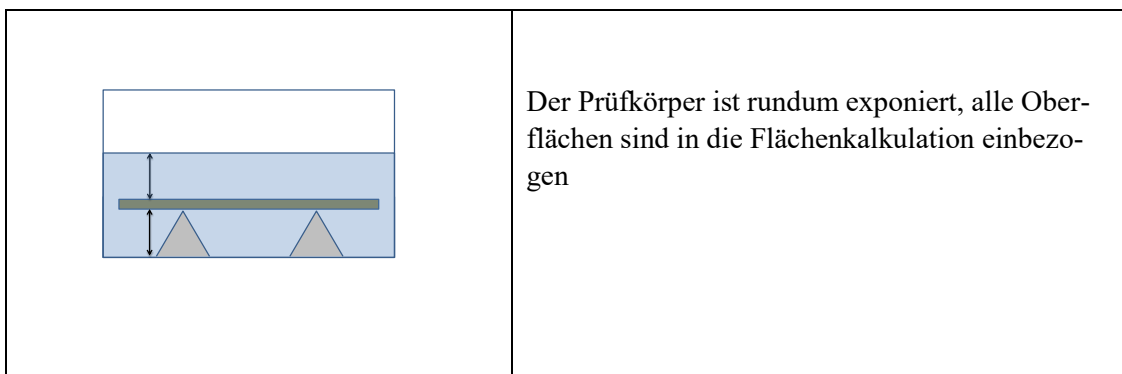 Der Prüfkörper ist rundum exponiert, alle Ober-
flächen sind in die Flächenkalkulation einbezo-
gen